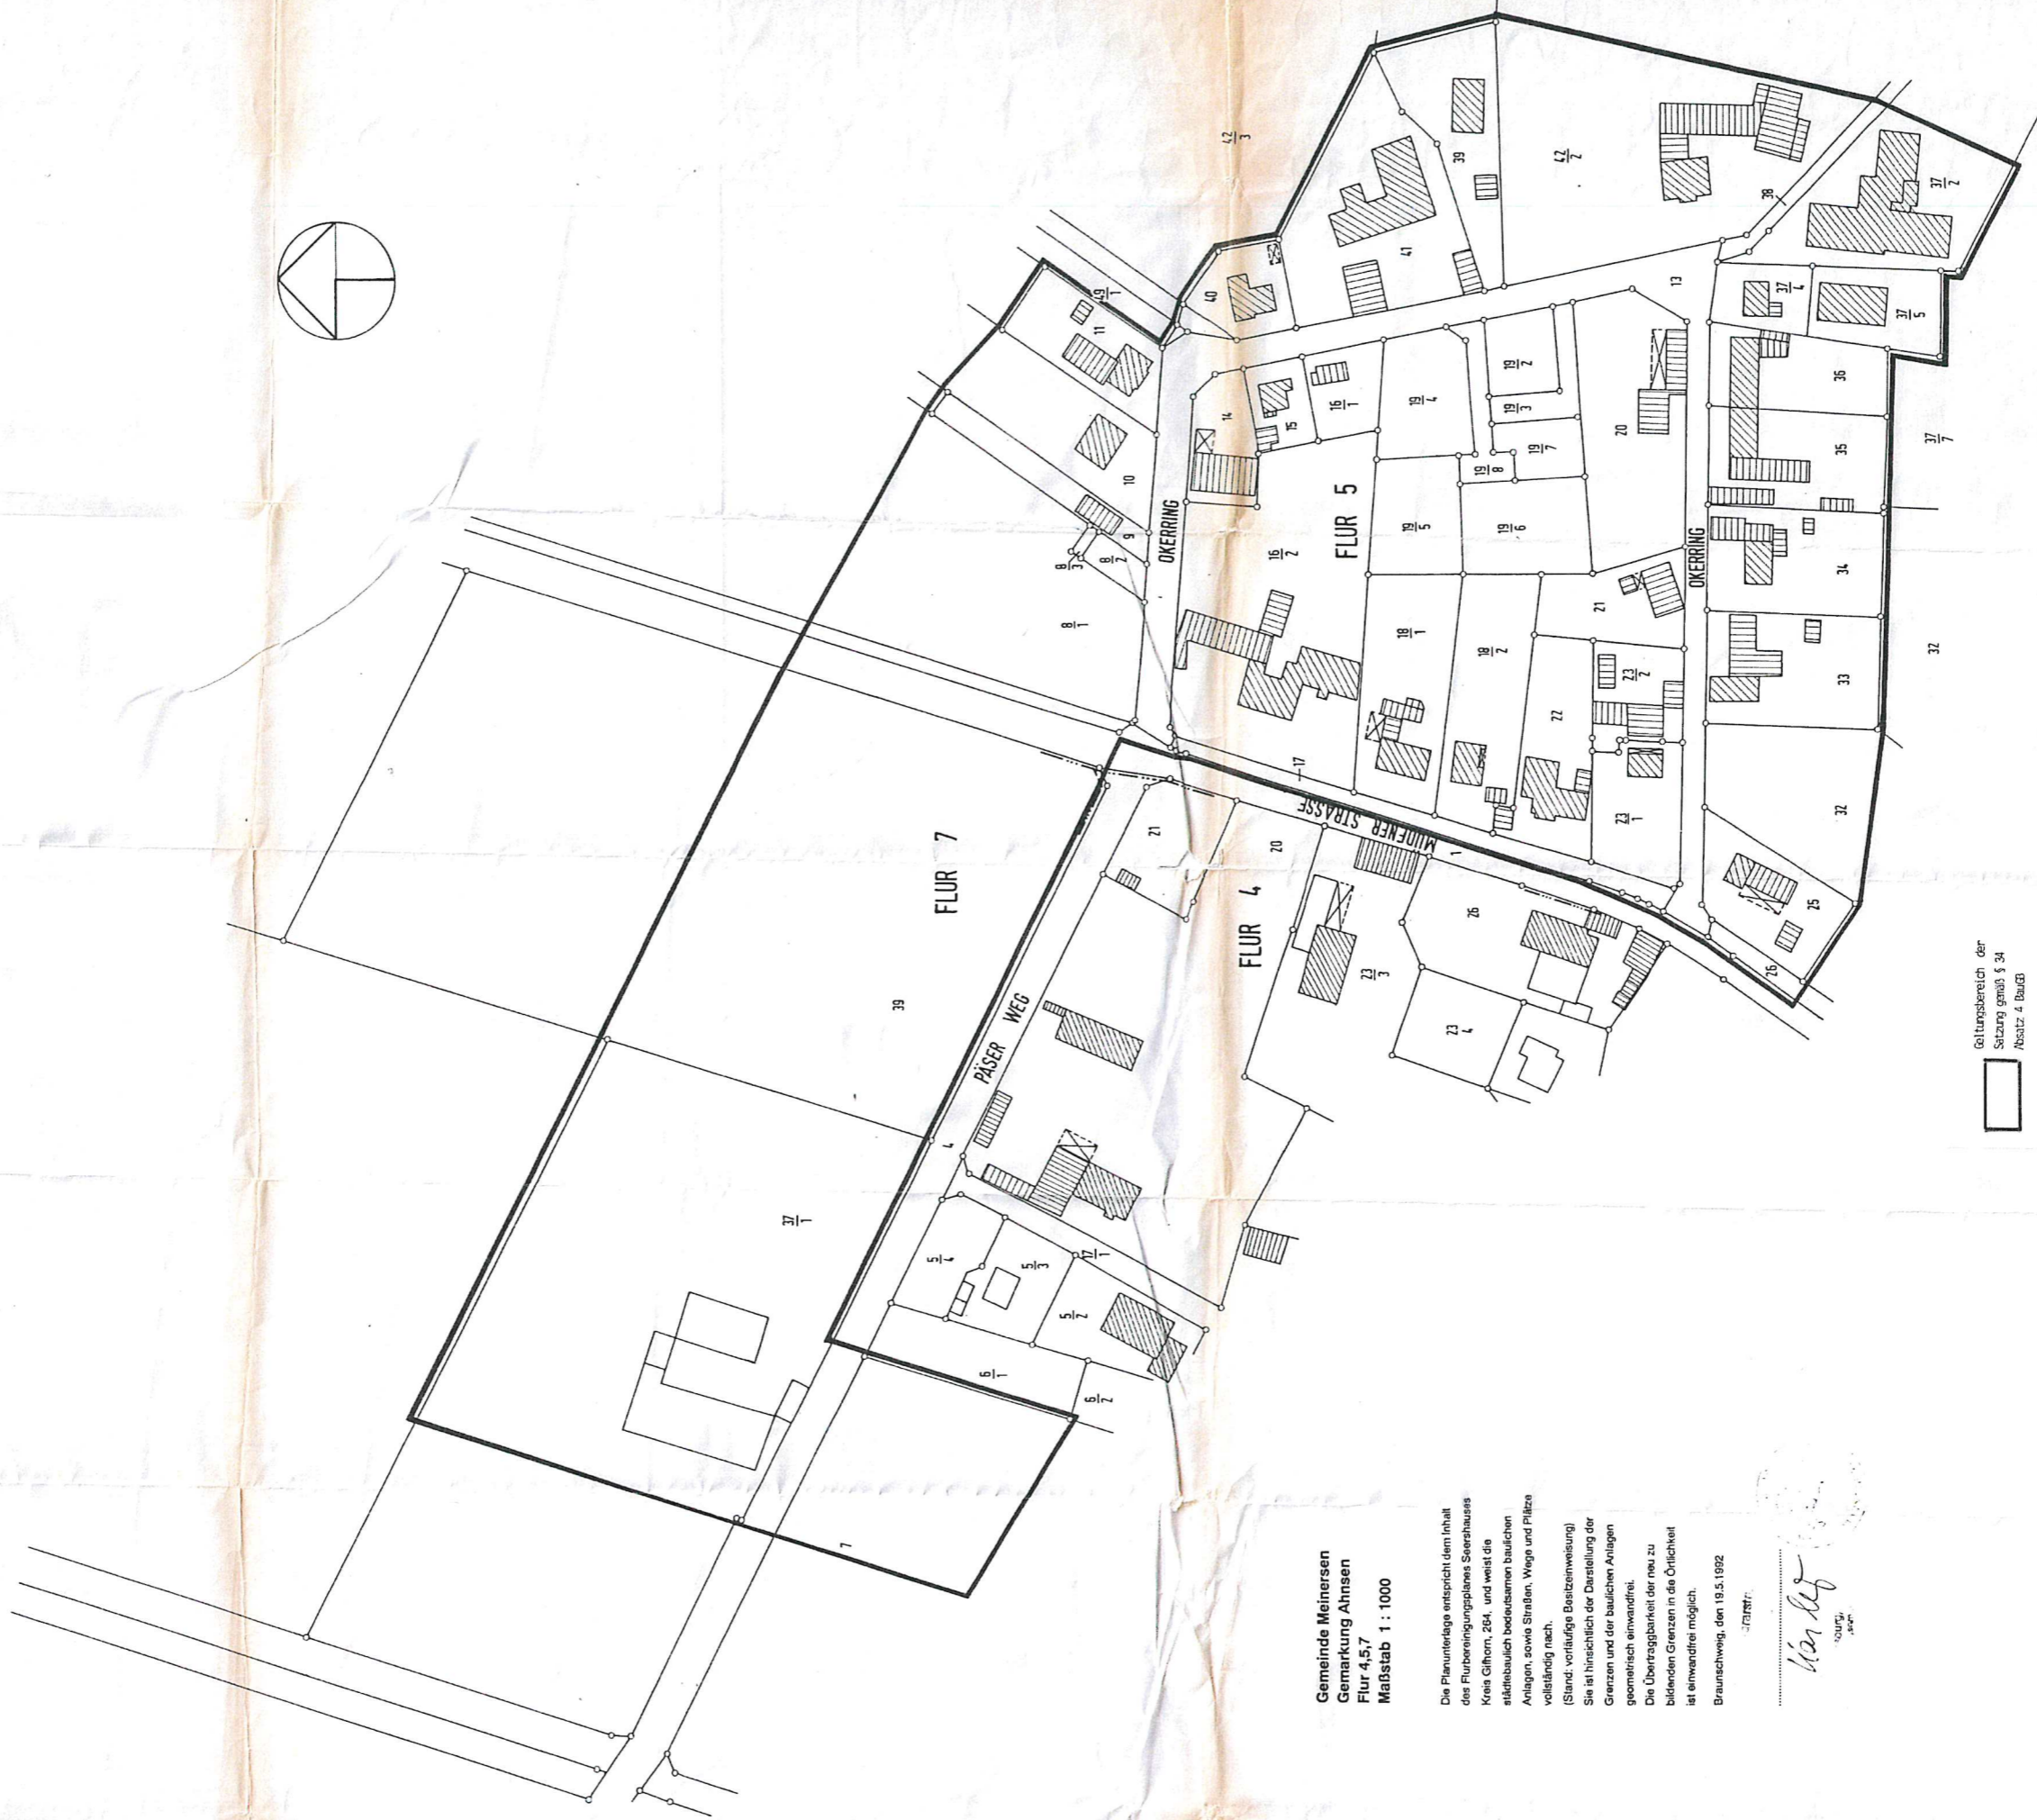 Gemeinde Meinersen
Gemarkung Ahnsen
Flur 4,5,7
Maßstab 1 : 1000
Die Planunterlage entspricht dem Inhalt
des Flurbereinigungsplanes Seershauses
Kreis Gifhorn, 264, und weist die
städtebaulich bedeutsamen baulichen
Anlagen, sowie Straßen, Wege und Plätze
vollständig nach.
(Stand: vorläufige Besitzeinweisung)
Sie ist hinsichtlich der Darstellung der
Grenzen und der baulichen Anlagen
geometrisch einwandfrei.
Die Übertragbarkeit der neu zu
bildenden Grenzen in die Örtlichkeit
ist einwandfrei möglich.
Braunschweig, den 19.5.1992
Geltungsbereich der
Satzung gemäß § 34
Absatz 4 BauGB
FLUR 7
FLUR 4
FLUR 5
PÄSER WEG
MÜDENER STRASSE
OKERRING
OKERRING
7
37/1
39
4
5/4
5/3
5/2
6/1
6/2
17/1
21
20
23/3
23/4
26
1
8/1
8/3
8/2
9
10
11
49/1
40
42/3
41
39
42/2
38
37/2
37/4
37/5
13
14
15
16/1
16/2
17
18/1
18/2
19/4
19/2
19/3
19/7
19/8
19/5
19/6
20
21
22
23/2
23/1
36
35
34
33
32
32
37/7
25
26